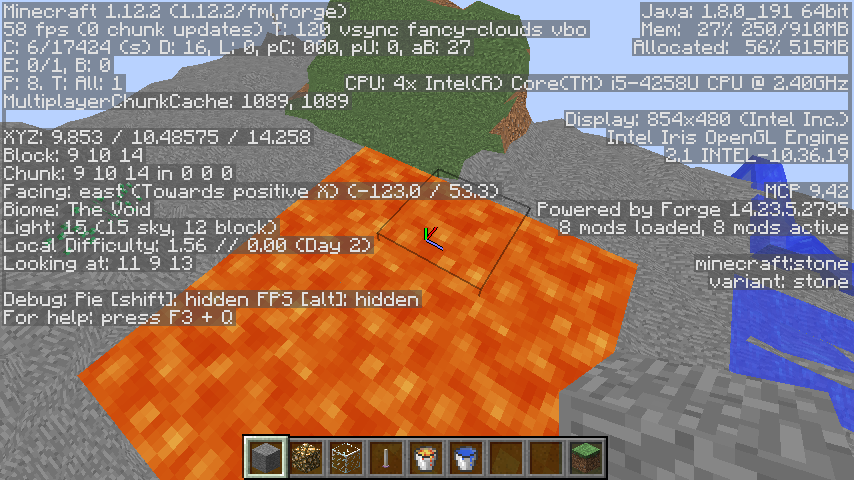 Minecraft 1.12.2 (1.12.2/fml,forge)
58 fps (0 chunk updates) T: 120 vsync fancy-clouds vbo
C: 6/17424 (s) D: 16, L: 0, pC: 000, pU: 0, aB: 27
E: 0/1, B: 0
P: 8. T: All: 1
MultiplayerChunkCache: 1089, 1089
XYZ: 9.853 / 10.48575 / 14.258
Block: 9 10 14
Chunk: 9 10 14 in 0 0 0
Facing: east (Towards positive X) (-123.0 / 53.3)
Biome: The Void
Light: 15 (15 sky, 12 block)
Local Difficulty: 1.56 // 0.00 (Day 2)
Looking at: 11 9 13
Debug: Pie [shift]: hidden FPS [alt]: hidden
For help: press F3 + Q
Java: 1.8.0_191 64bit
Mem: 27% 250/910MB
Allocated: 56% 515MB
CPU: 4x Intel(R) Core(TM) i5-4258U CPU @ 2.40GHz
Display: 854x480 (Intel Inc.)
Intel Iris OpenGL Engine
2.1 INTEL-10.36.19
MCP 9.42
Powered by Forge 14.23.5.2795
8 mods loaded, 8 mods active
minecraft:stone
variant: stone